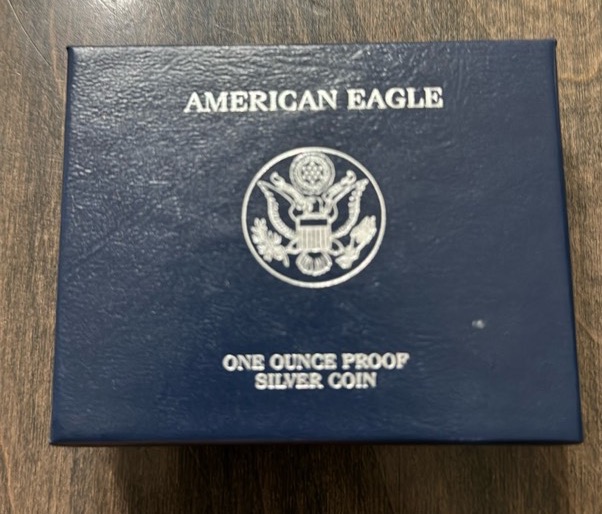 AMERICAN EAGLE
ONE OUNCE PROOF
SILVER COIN